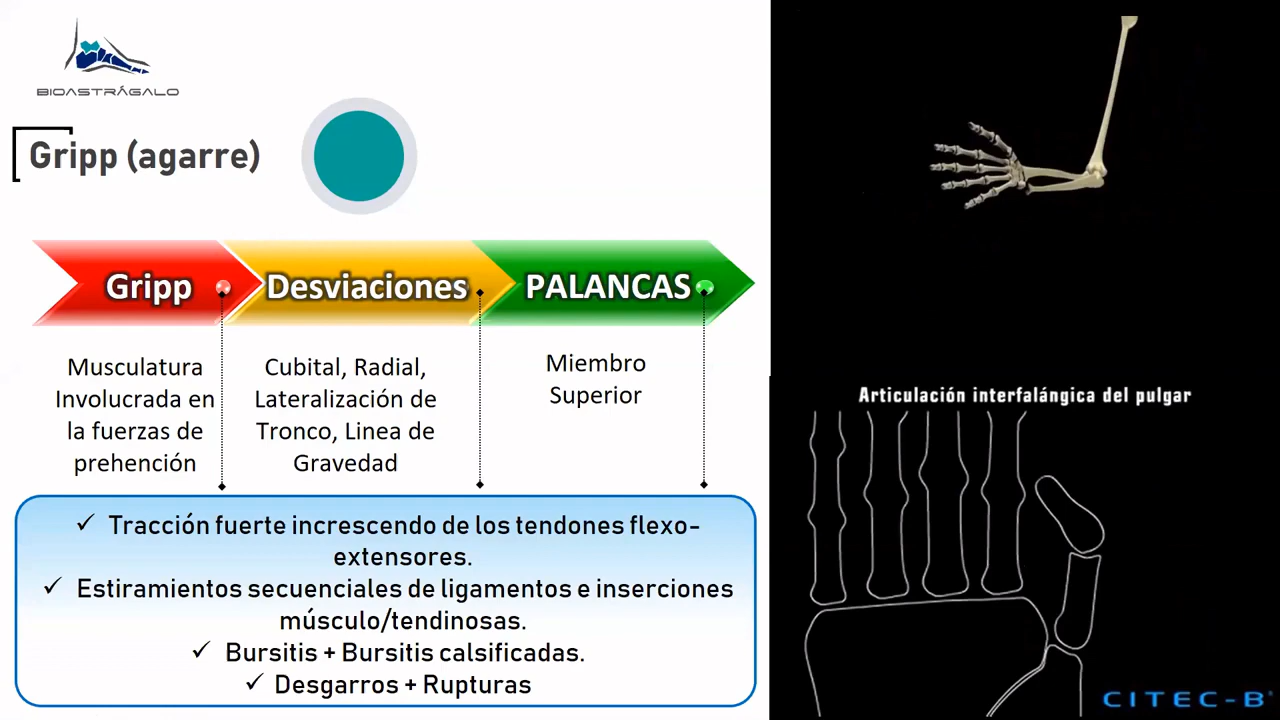 BIOASTRÁGALO
Gripp (agarre)
Gripp
Desviaciones
PALANCAS
Musculatura
Involucrada en
la fuerzas de
prehención
Cubital, Radial,
Lateralización de
Tronco, Linea de
Gravedad
Miembro
Superior
✓ Tracción fuerte increscendo de los tendones flexo-
extensores.
✓ Estiramientos secuenciales de ligamentos e inserciones
músculo/tendinosas.
✓ Bursitis + Bursitis calsificadas.
✓ Desgarros + Rupturas
Articulación interfalángica del pulgar
CITEC-B